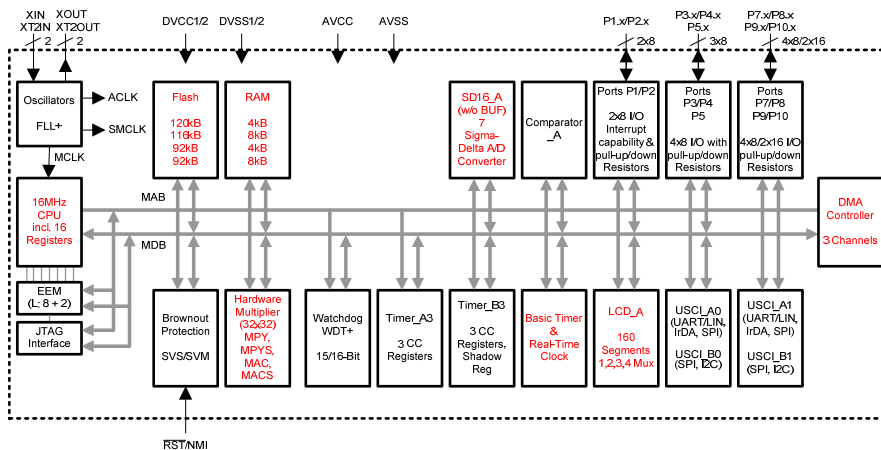 XIN
XT2IN
XOUT
XT2OUT
2
2
DVCC1/2
DVSS1/2
AVCC
AVSS
P1.x/P2.x
2x8
P3.x/P4.x
P5.x
3x8
P7.x/P8.x
P9.x/P10.x
4x8/2x16
Oscillators
FLL+
ACLK
SMCLK
MCLK
Flash
120kB
116kB
92kB
92kB
RAM
4kB
8kB
4kB
8kB
SD16_A
(w/o BUF)
7
Sigma-
Delta A/D
Converter
Comparator
_A
Ports P1/P2
2x8 I/O
Interrupt
capability &
pull-up/down
Resistors
Ports
P3/P4
P5
4x8 I/O with
pull-up/down
Resistors
Ports
P7/P8
P9/P10
4x8/2x16 I/O
pull-up/down
Resistors
16MHz
CPU
incl. 16
Registers
MAB
MDB
DMA
Controller
3 Channels
EEM
(L: 8 + 2)
JTAG
Interface
Brownout
Protection
SVS/SVM
Hardware
Multiplier
(32x32)
MPY,
MPYS,
MAC,
MACS
Watchdog
WDT+
15/16-Bit
Timer_A3
3 CC
Registers
Timer_B3
3 CC
Registers,
Shadow
Reg
Basic Timer
&
Real-Time
Clock
LCD_A
160
Segments
1,2,3,4 Mux
USCI_A0
(UART/LIN,
IrDA, SPI)
USCI_B0
(SPI, I2C)
USCI_A1
(UART/LIN,
IrDA, SPI)
USCI_B1
(SPI, I2C)
RST/NMI